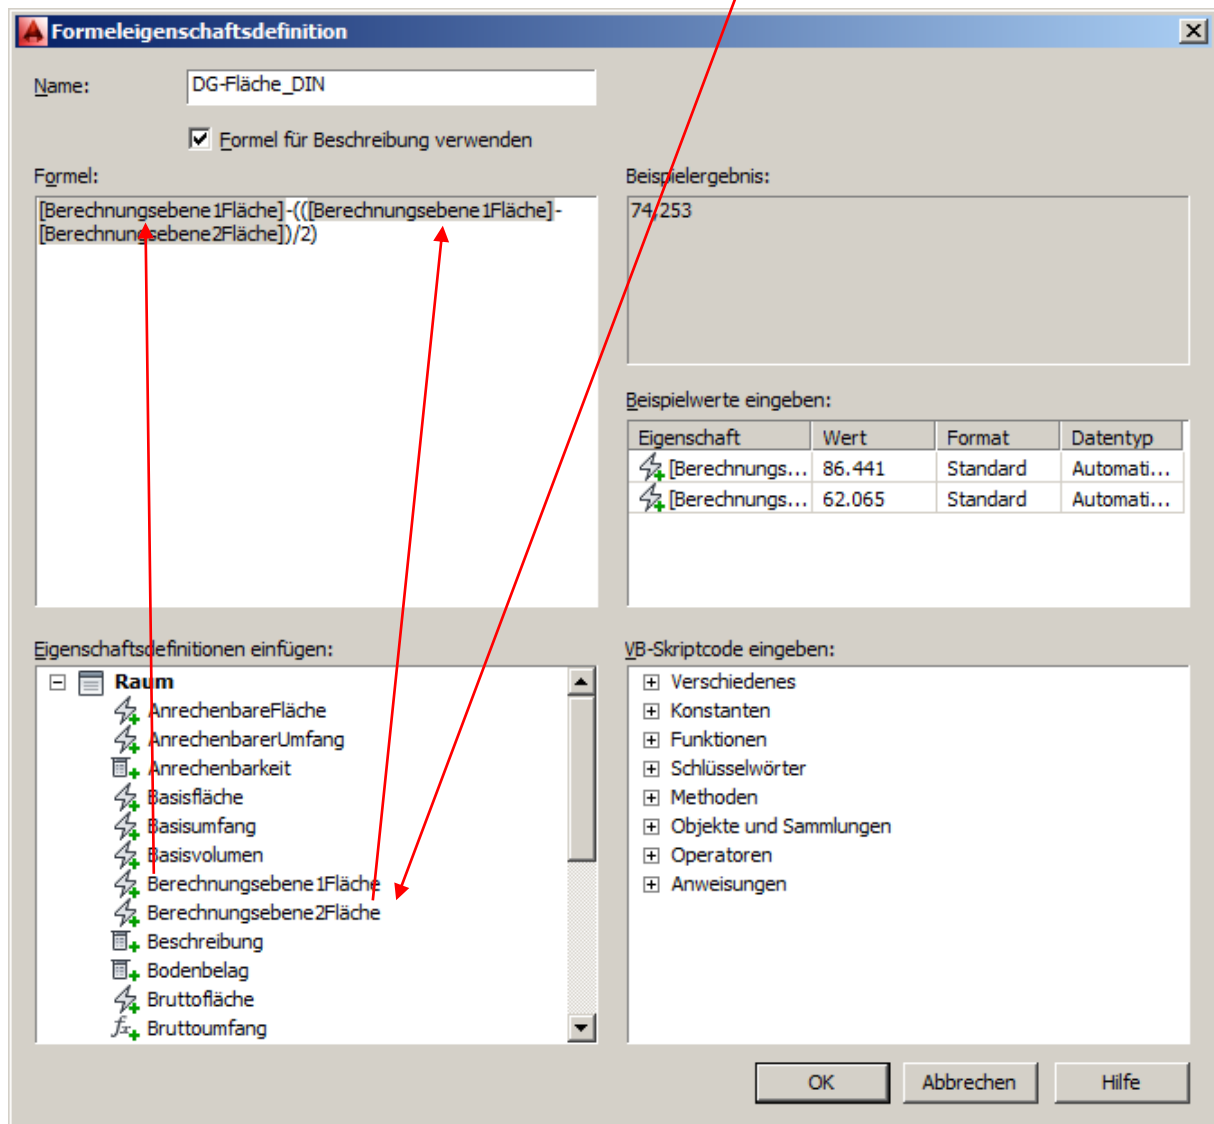 Formeleigenschaftsdefinition
Name: DG-Fläche_DIN
Formel für Beschreibung verwenden
Formel:
[Berechnungsebene1Fläche]-(([Berechnungsebene1Fläche]-
[Berechnungsebene2Fläche])/2)
Beispielergebnis:
74,253
Beispielwerte eingeben:
Eigenschaft Wert Format Datentyp
[Berechnungs... 86.441 Standard Automati...
[Berechnungs... 62.065 Standard Automati...
Eigenschaftsdefinitionen einfügen:
Raum
AnrechenbareFläche
AnrechenbarerUmfang
Anrechenbarkeit
Basisfläche
Basisumfang
Basisvolumen
Berechnungsebene1Fläche
Berechnungsebene2Fläche
Beschreibung
Bodenbelag
Bruttofläche
Bruttoumfang
VB-Skriptcode eingeben:
Verschiedenes
Konstanten
Funktionen
Schlüsselwörter
Methoden
Objekte und Sammlungen
Operatoren
Anweisungen
OK Abbrechen Hilfe